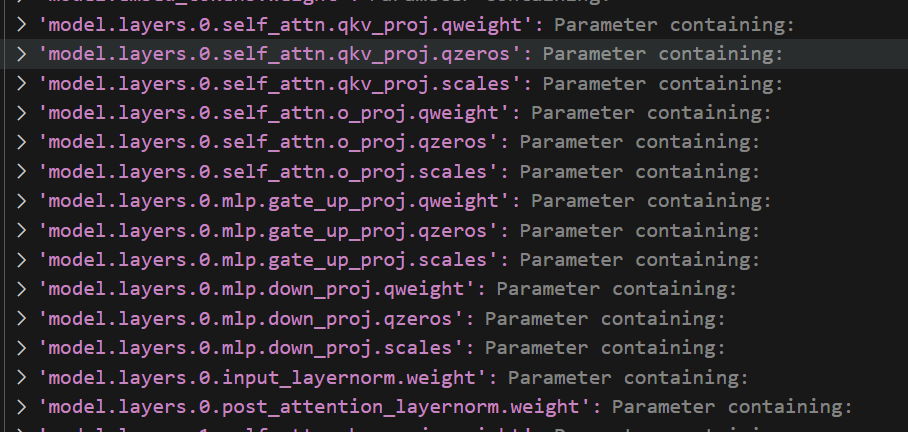 > 'model.layers.0.self_attn.qkv_proj.qweight': Parameter containing:
> 'model.layers.0.self_attn.qkv_proj.qzeros': Parameter containing:
> 'model.layers.0.self_attn.qkv_proj.scales': Parameter containing:
> 'model.layers.0.self_attn.o_proj.qweight': Parameter containing:
> 'model.layers.0.self_attn.o_proj.qzeros': Parameter containing:
> 'model.layers.0.self_attn.o_proj.scales': Parameter containing:
> 'model.layers.0.mlp.gate_up_proj.qweight': Parameter containing:
> 'model.layers.0.mlp.gate_up_proj.qzeros': Parameter containing:
> 'model.layers.0.mlp.gate_up_proj.scales': Parameter containing:
> 'model.layers.0.mlp.down_proj.qweight': Parameter containing:
> 'model.layers.0.mlp.down_proj.qzeros': Parameter containing:
> 'model.layers.0.mlp.down_proj.scales': Parameter containing:
> 'model.layers.0.input_layernorm.weight': Parameter containing:
> 'model.layers.0.post_attention_layernorm.weight': Parameter containing: